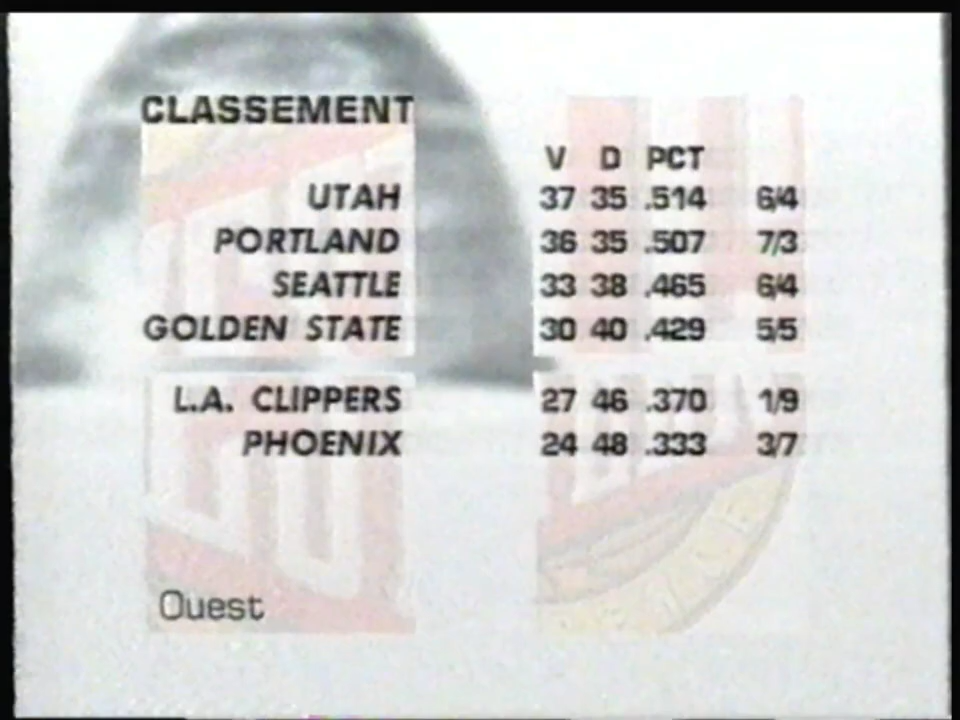 CLASSEMENT
V D PCT
UTAH 37 35 .514 6/4
PORTLAND 36 35 .507 7/3
SEATTLE 33 38 .465 6/4
GOLDEN STATE 30 40 .429 5/5
L.A. CLIPPERS 27 46 .370 1/9
PHOENIX 24 48 .333 3/7
Ouest